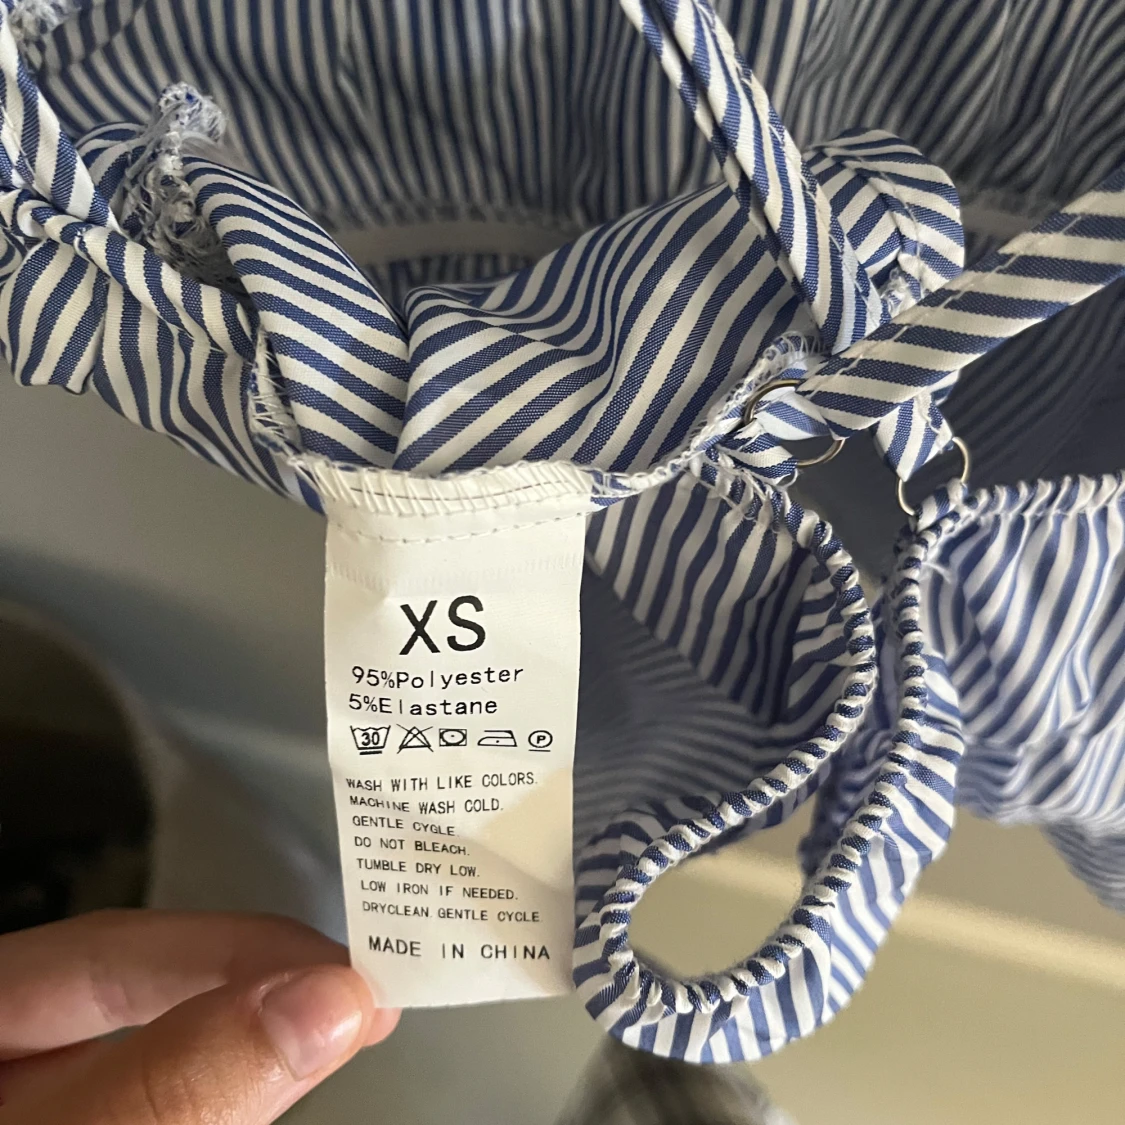 XS
95%Polyester
5%Elastane
30 P
WASH WITH LIKE COLORS.
MACHINE WASH COLD.
GENTLE CYCLE.
DO NOT BLEACH.
TUMBLE DRY LOW.
LOW IRON IF NEEDED.
DRYCLEAN GENTLE CYCLE
MADE IN CHINA